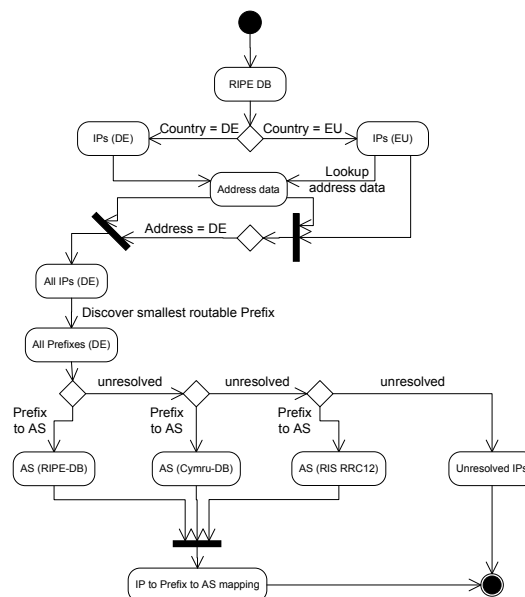 RIPE DB
Country = DE
Country = EU
IPs (DE)
IPs (EU)
Lookup
address data
Address data
Address = DE
All IPs (DE)
Discover smallest routable Prefix
All Prefixes (DE)
unresolved
unresolved
unresolved
Prefix
to AS
Prefix
to AS
Prefix
to AS
AS (RIPE-DB)
AS (Cymru-DB)
AS (RIS RRC12)
Unresolved IPs
IP to Prefix to AS mapping